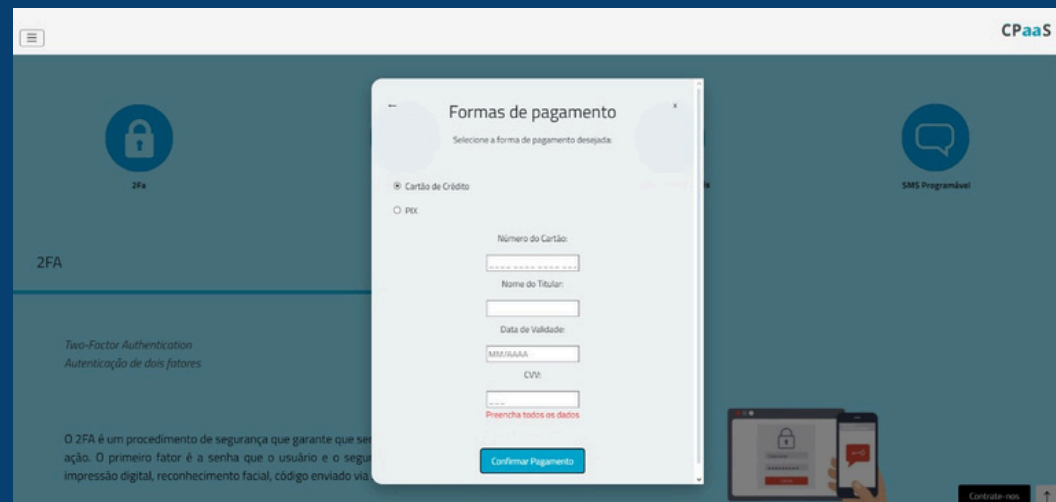 CPaaS
Formas de pagamento
x
Selecione a forma de pagamento desejada:
Cartão de Crédito
PIX
Número do Cartão:
Nome do Titular:
Data de Validade:
MM/AAAA
CVV:
Preencha todos os dados
Confirmar Pagamento
2Fa
SMS Programável
2FA
Two-Factor Authentication
Autenticação de dois fatores
O 2FA é um procedimento de segurança que garante que
ação. O primeiro fator é a senha que o usuário e o
impressão digital, reconhecimento facial, código enviado via
Contrate-nos